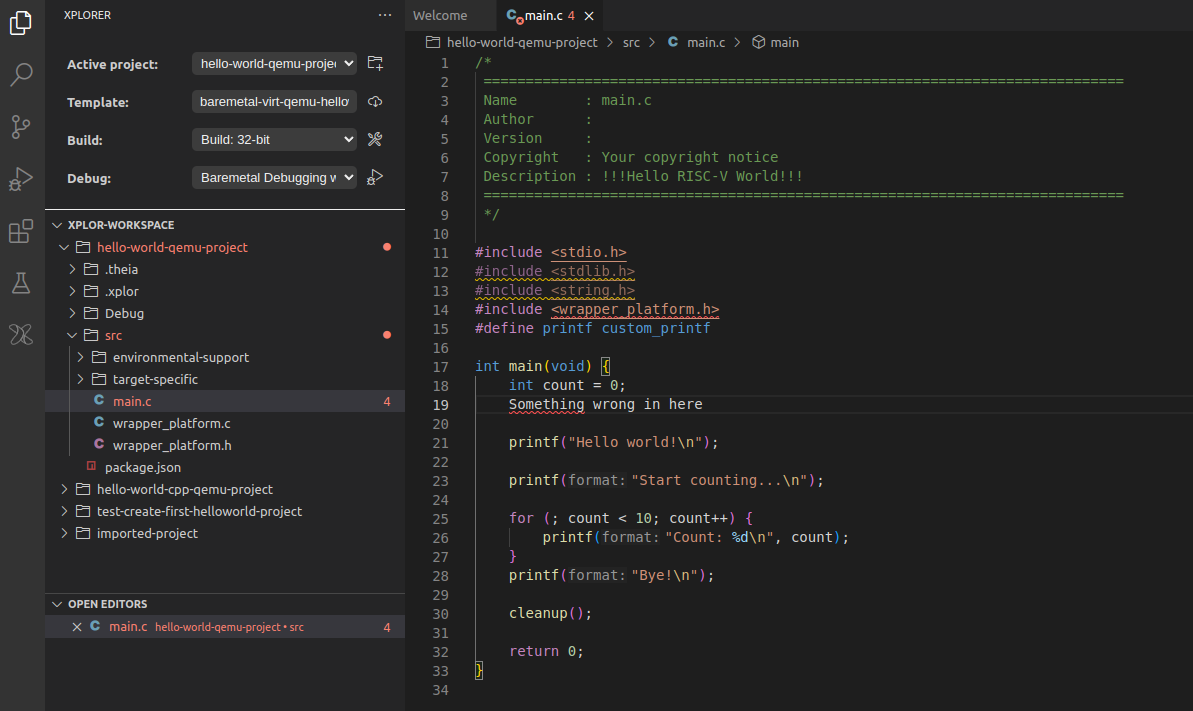 XPLORER
Active project: hello-world-qemu-projec
Template: baremetal-virt-qemu-hello
Build: Build: 32-bit
Debug: Baremetal Debugging w
XPLOR-WORKSPACE
hello-world-qemu-project
.theia
.xplor
Debug
src
environmental-support
target-specific
C main.c 4
C wrapper_platform.c
C wrapper_platform.h
package.json
hello-world-cpp-qemu-project
test-create-first-helloworld-project
imported-project
OPEN EDITORS
C main.c hello-world-qemu-project • src 4
Welcome
C main.c 4
hello-world-qemu-project > src > C main.c > main
1 /*
2 ============================================================================
3 Name        : main.c
4 Author      :
5 Version     :
6 Copyright   : Your copyright notice
7 Description : !!!Hello RISC-V World!!!
8 ============================================================================
9 */
10
11 #include <stdio.h>
12 #include <stdlib.h>
13 #include <string.h>
14 #include <wrapper_platform.h>
15 #define printf custom_printf
16
17 int main(void) {
18     int count = 0;
19     Something wrong in here
20
21     printf("Hello world!\n");
22
23     printf(format: "Start counting...\n");
24
25     for (; count < 10; count++) {
26         printf(format: "Count: %d\n", count);
27     }
28     printf(format: "Bye!\n");
29
30     cleanup();
31
32     return 0;
33 }
34